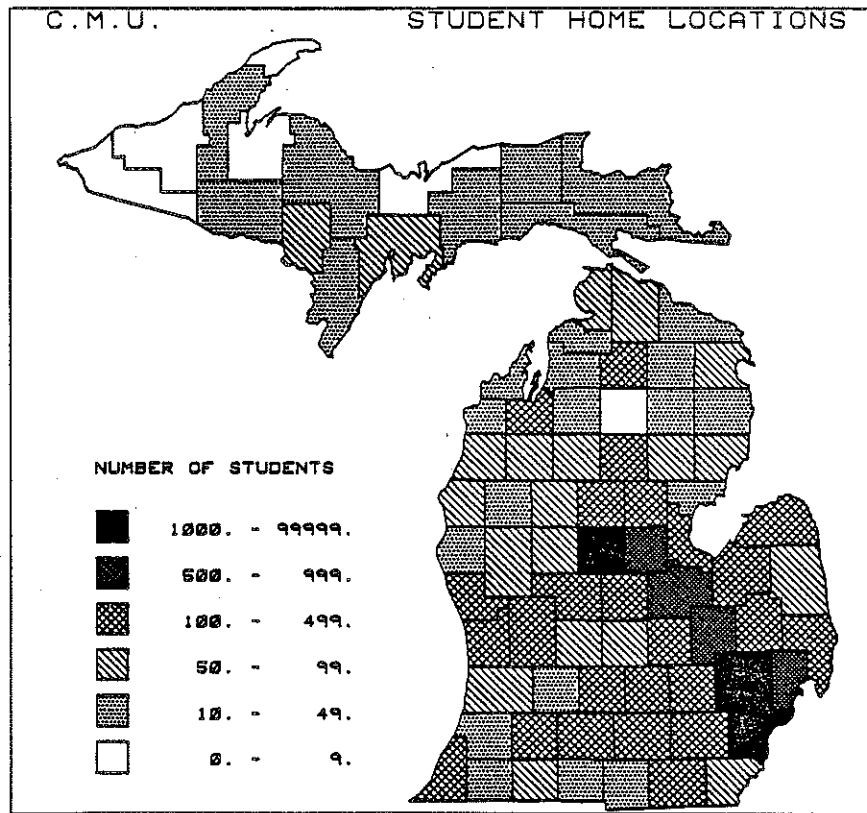 C.M.U. STUDENT HOME LOCATIONS
NUMBER OF STUDENTS
1000. - 99999.
500. - 999.
100. - 499.
50. - 99.
10. - 49.
0. - 9.